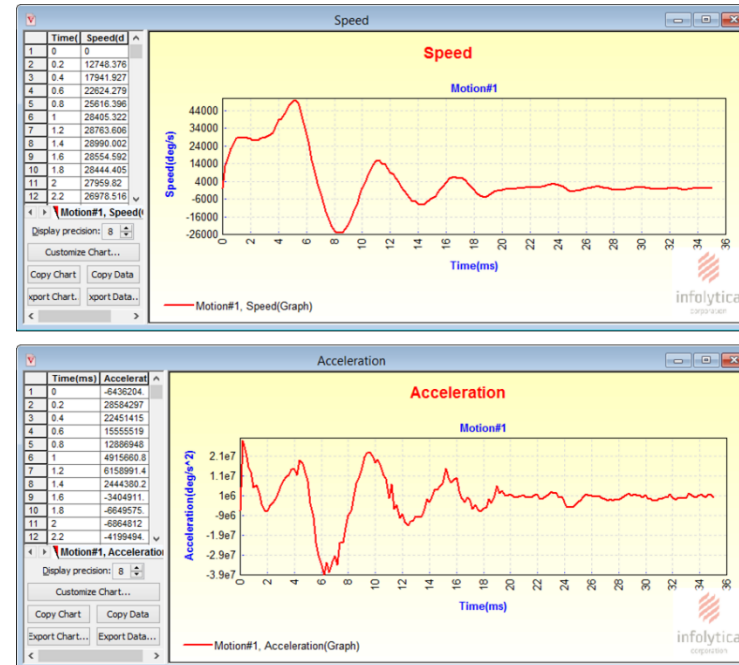 Speed
Time( Speed(d
1 0 0
2 0.2 12748.376
3 0.4 17941.927
4 0.6 22624.279
5 0.8 25616.396
6 1 28405.322
7 1.2 28763.606
8 1.4 28990.002
9 1.6 28554.592
10 1.8 28444.405
11 2 27959.82
12 2.2 26978.516
Motion#1, Speed(
Display precision: 8
Customize Chart...
Copy Chart Copy Data
xport Chart. xport Data..
Speed
Motion#1
Speed(deg/s)
44000
34000
24000
14000
4000
-6000
-16000
-26000
0 2 4 6 8 10 12 14 16 18 20 22 24 26 28 30 32 34 36
Time(ms)
Motion#1, Speed(Graph)
infolytica
corporation
Acceleration
Time(ms) Accelerat
1 0 -6436204.
2 0.2 28584297
3 0.4 22451415
4 0.6 15555519
5 0.8 12886948
6 1 4915660.8
7 1.2 6158991.4
8 1.4 2444380.2
9 1.6 -3404911.
10 1.8 -6649575.
11 2 -6864812
12 2.2 -4199494.
Motion#1, Acceleration
Display precision: 8
Customize Chart...
Copy Chart Copy Data
Export Chart... Export Data...
Acceleration
Motion#1
Acceleration(deg/s^2)
2.1e7
1.1e7
1e6
-9e6
-1.9e7
-2.9e7
-3.9e7
0 2 4 6 8 10 12 14 16 18 20 22 24 26 28 30 32 34 36
Time(ms)
Motion#1, Acceleration(Graph)
infolytica
corporation